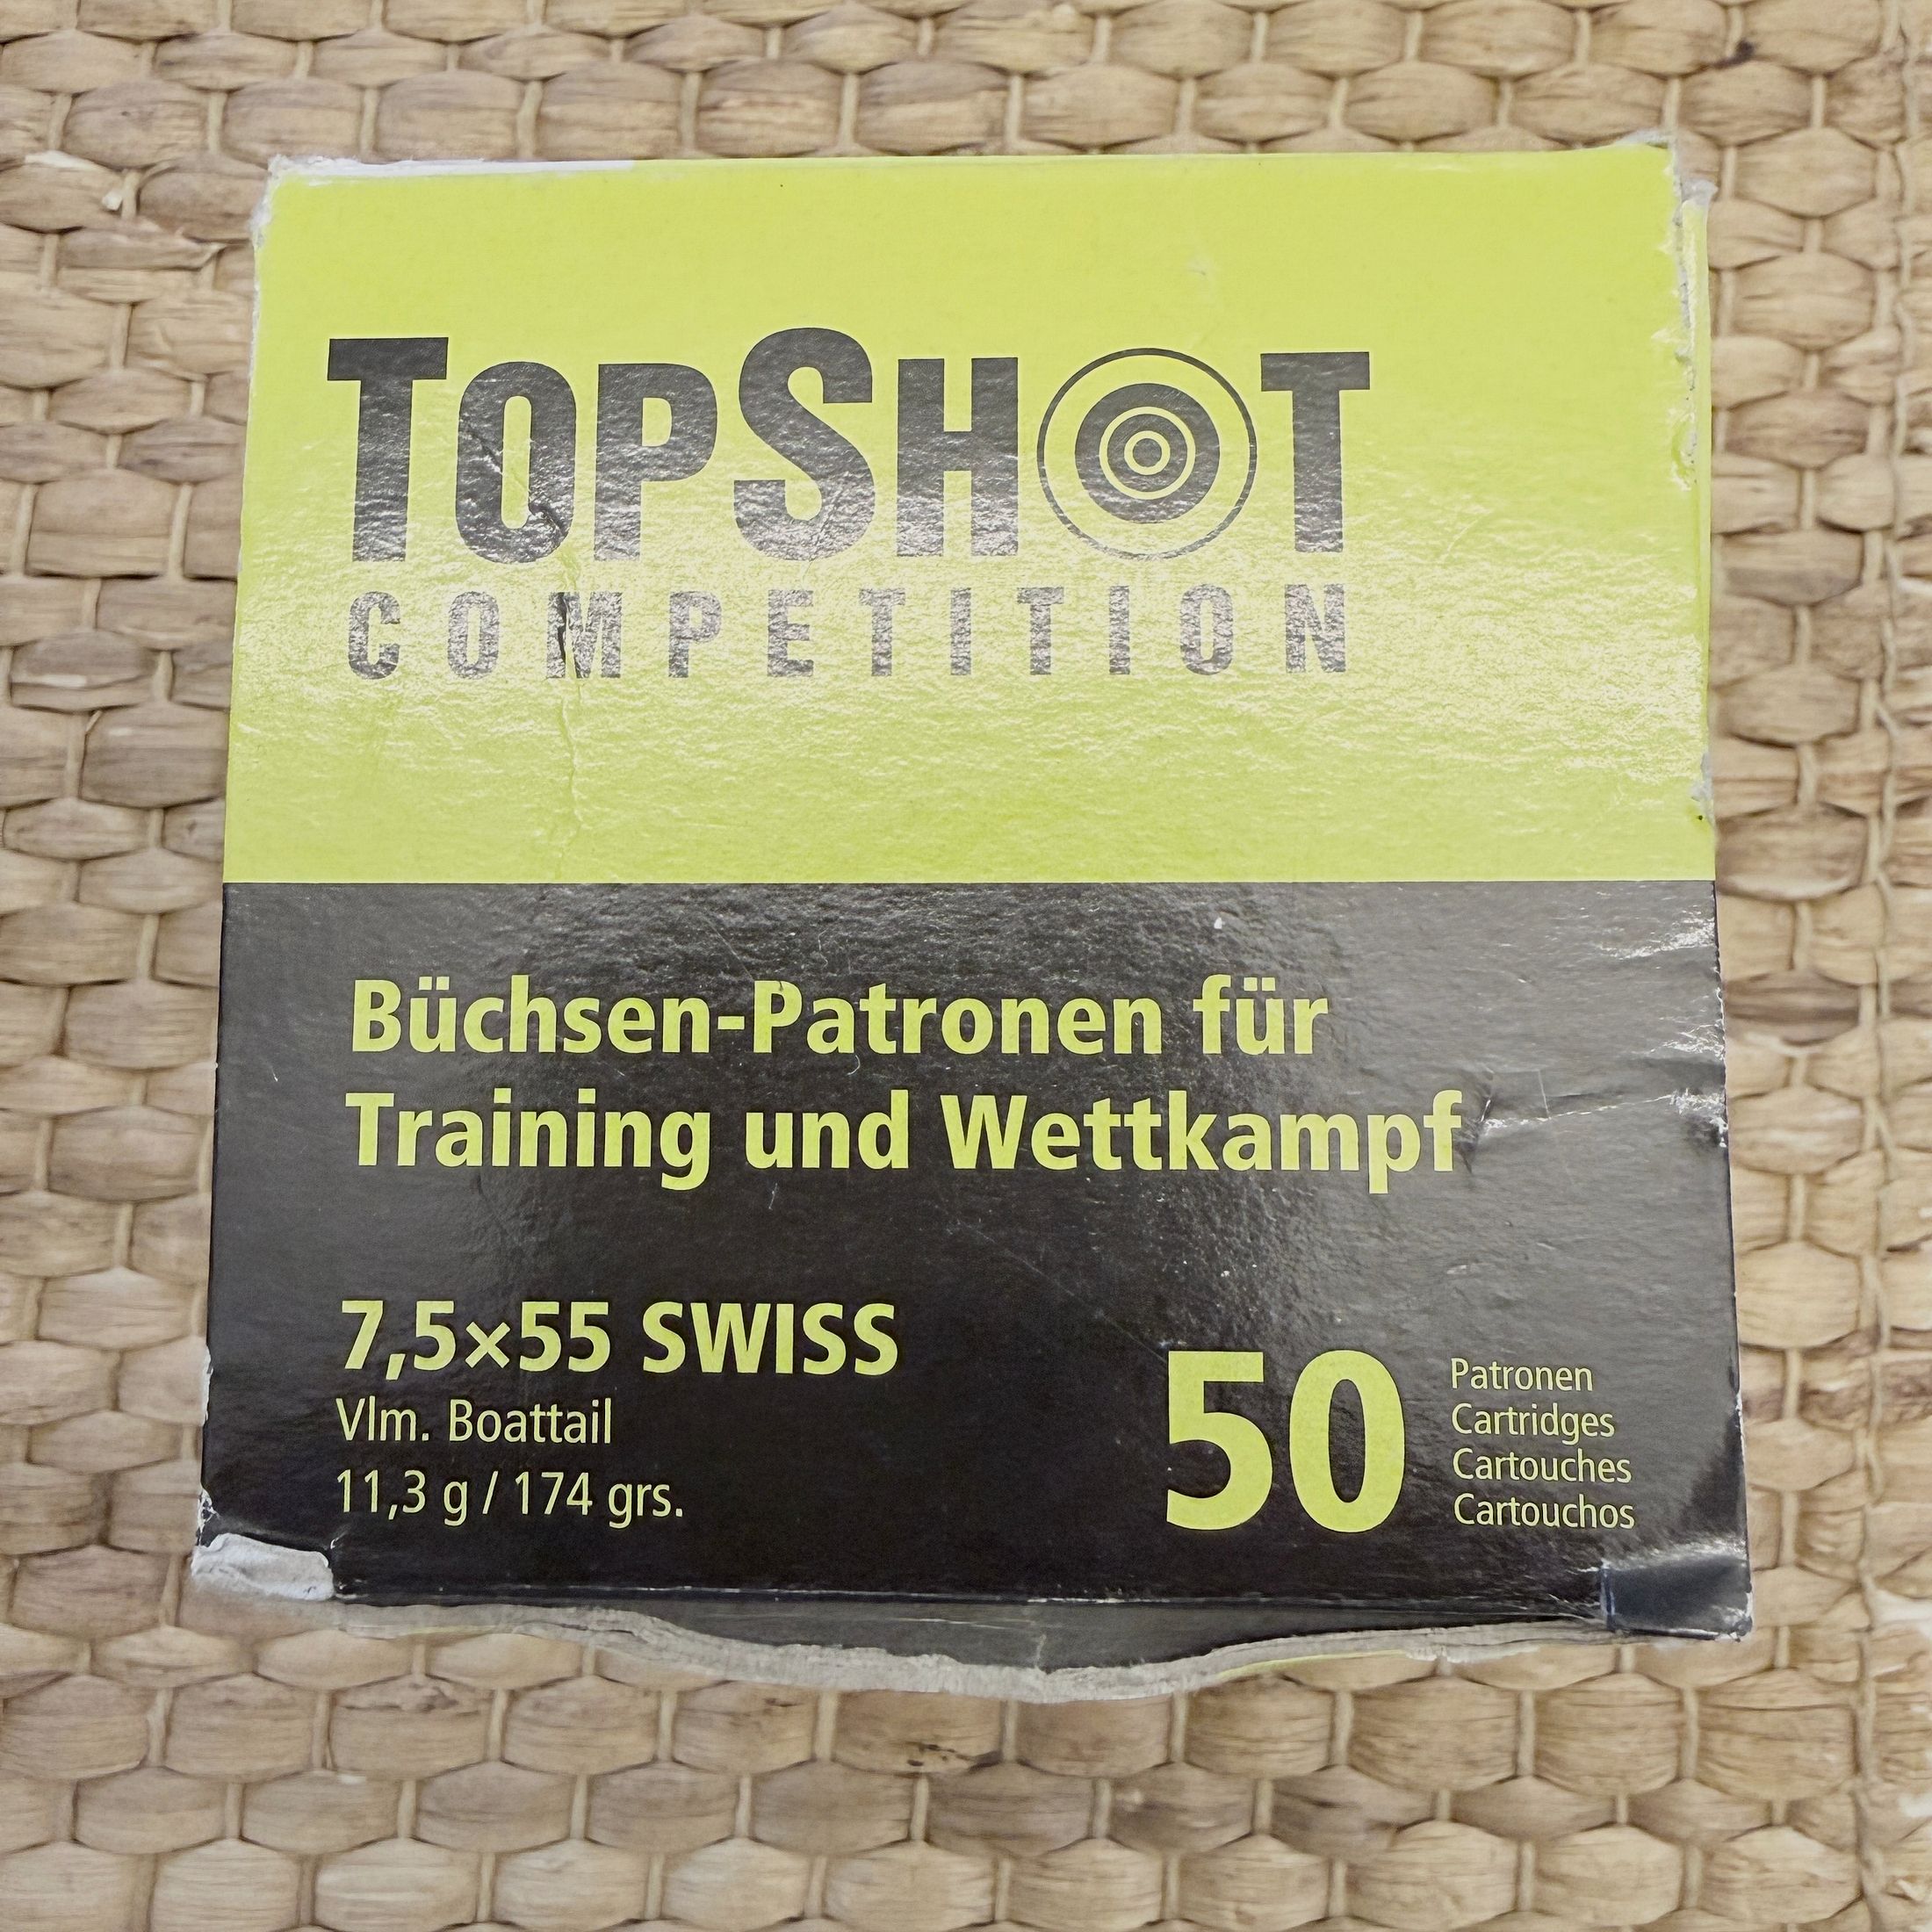 TOPSHOT
COMPETITION
Büchsen-Patronen für
Training und Wettkampf
7,5×55 SWISS
Vlm. Boattail
11,3 g / 174 grs.
50
Patronen
Cartridges
Cartouches
Cartouchos